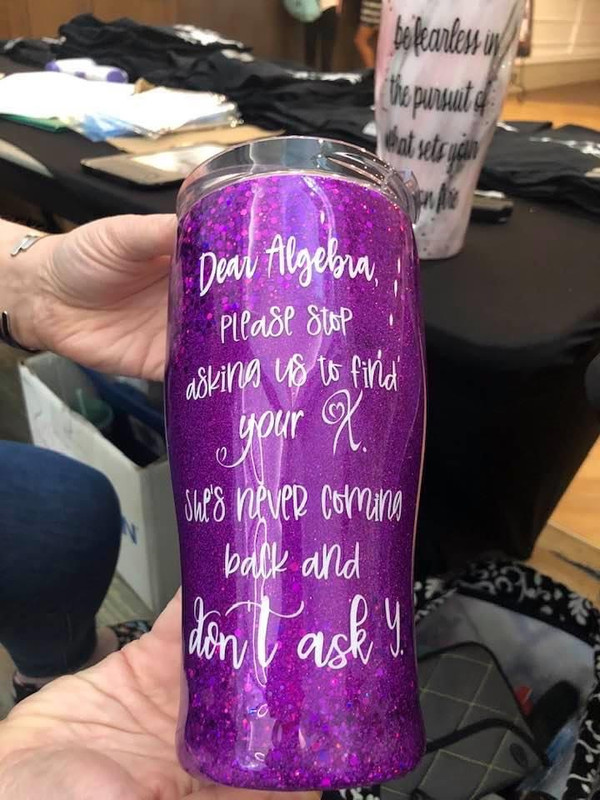 Dear Algebra,
please stop
asking us to find
your X.
She's never coming
back and
don't ask Y.
be fearless in
the pursuit of
what sets your
on fire